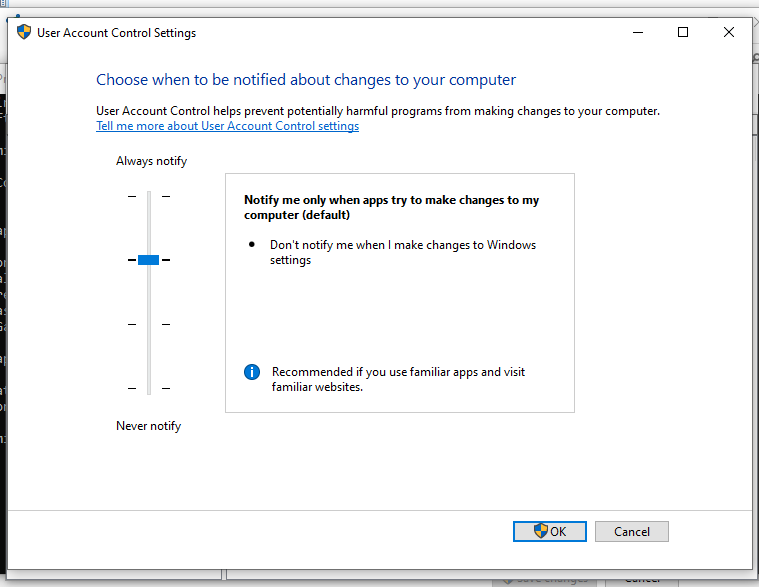 User Account Control Settings
Choose when to be notified about changes to your computer
User Account Control helps prevent potentially harmful programs from making changes to your computer.
Tell me more about User Account Control settings
Always notify
Notify me only when apps try to make changes to my
computer (default)
● Don't notify me when I make changes to Windows
settings
Recommended if you use familiar apps and visit
familiar websites.
Never notify
OK
Cancel